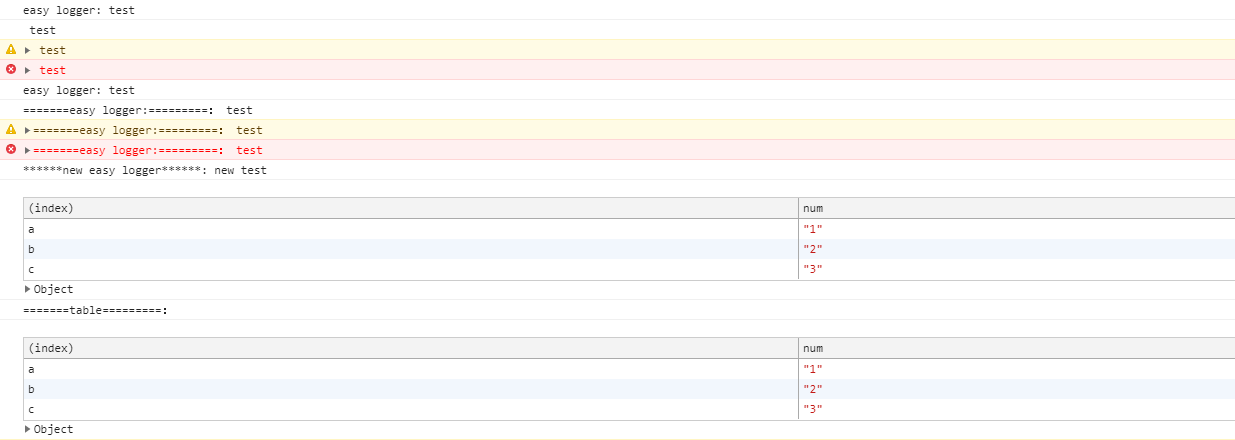 easy logger: test
test
test
test
easy logger: test
=======easy logger:=========: test
=======easy logger:=========: test
=======easy logger:=========: test
******new easy logger******: new test
(index) num
a "1"
b "2"
c "3"
Object
=======table=========:
(index) num
a "1"
b "2"
c "3"
Object